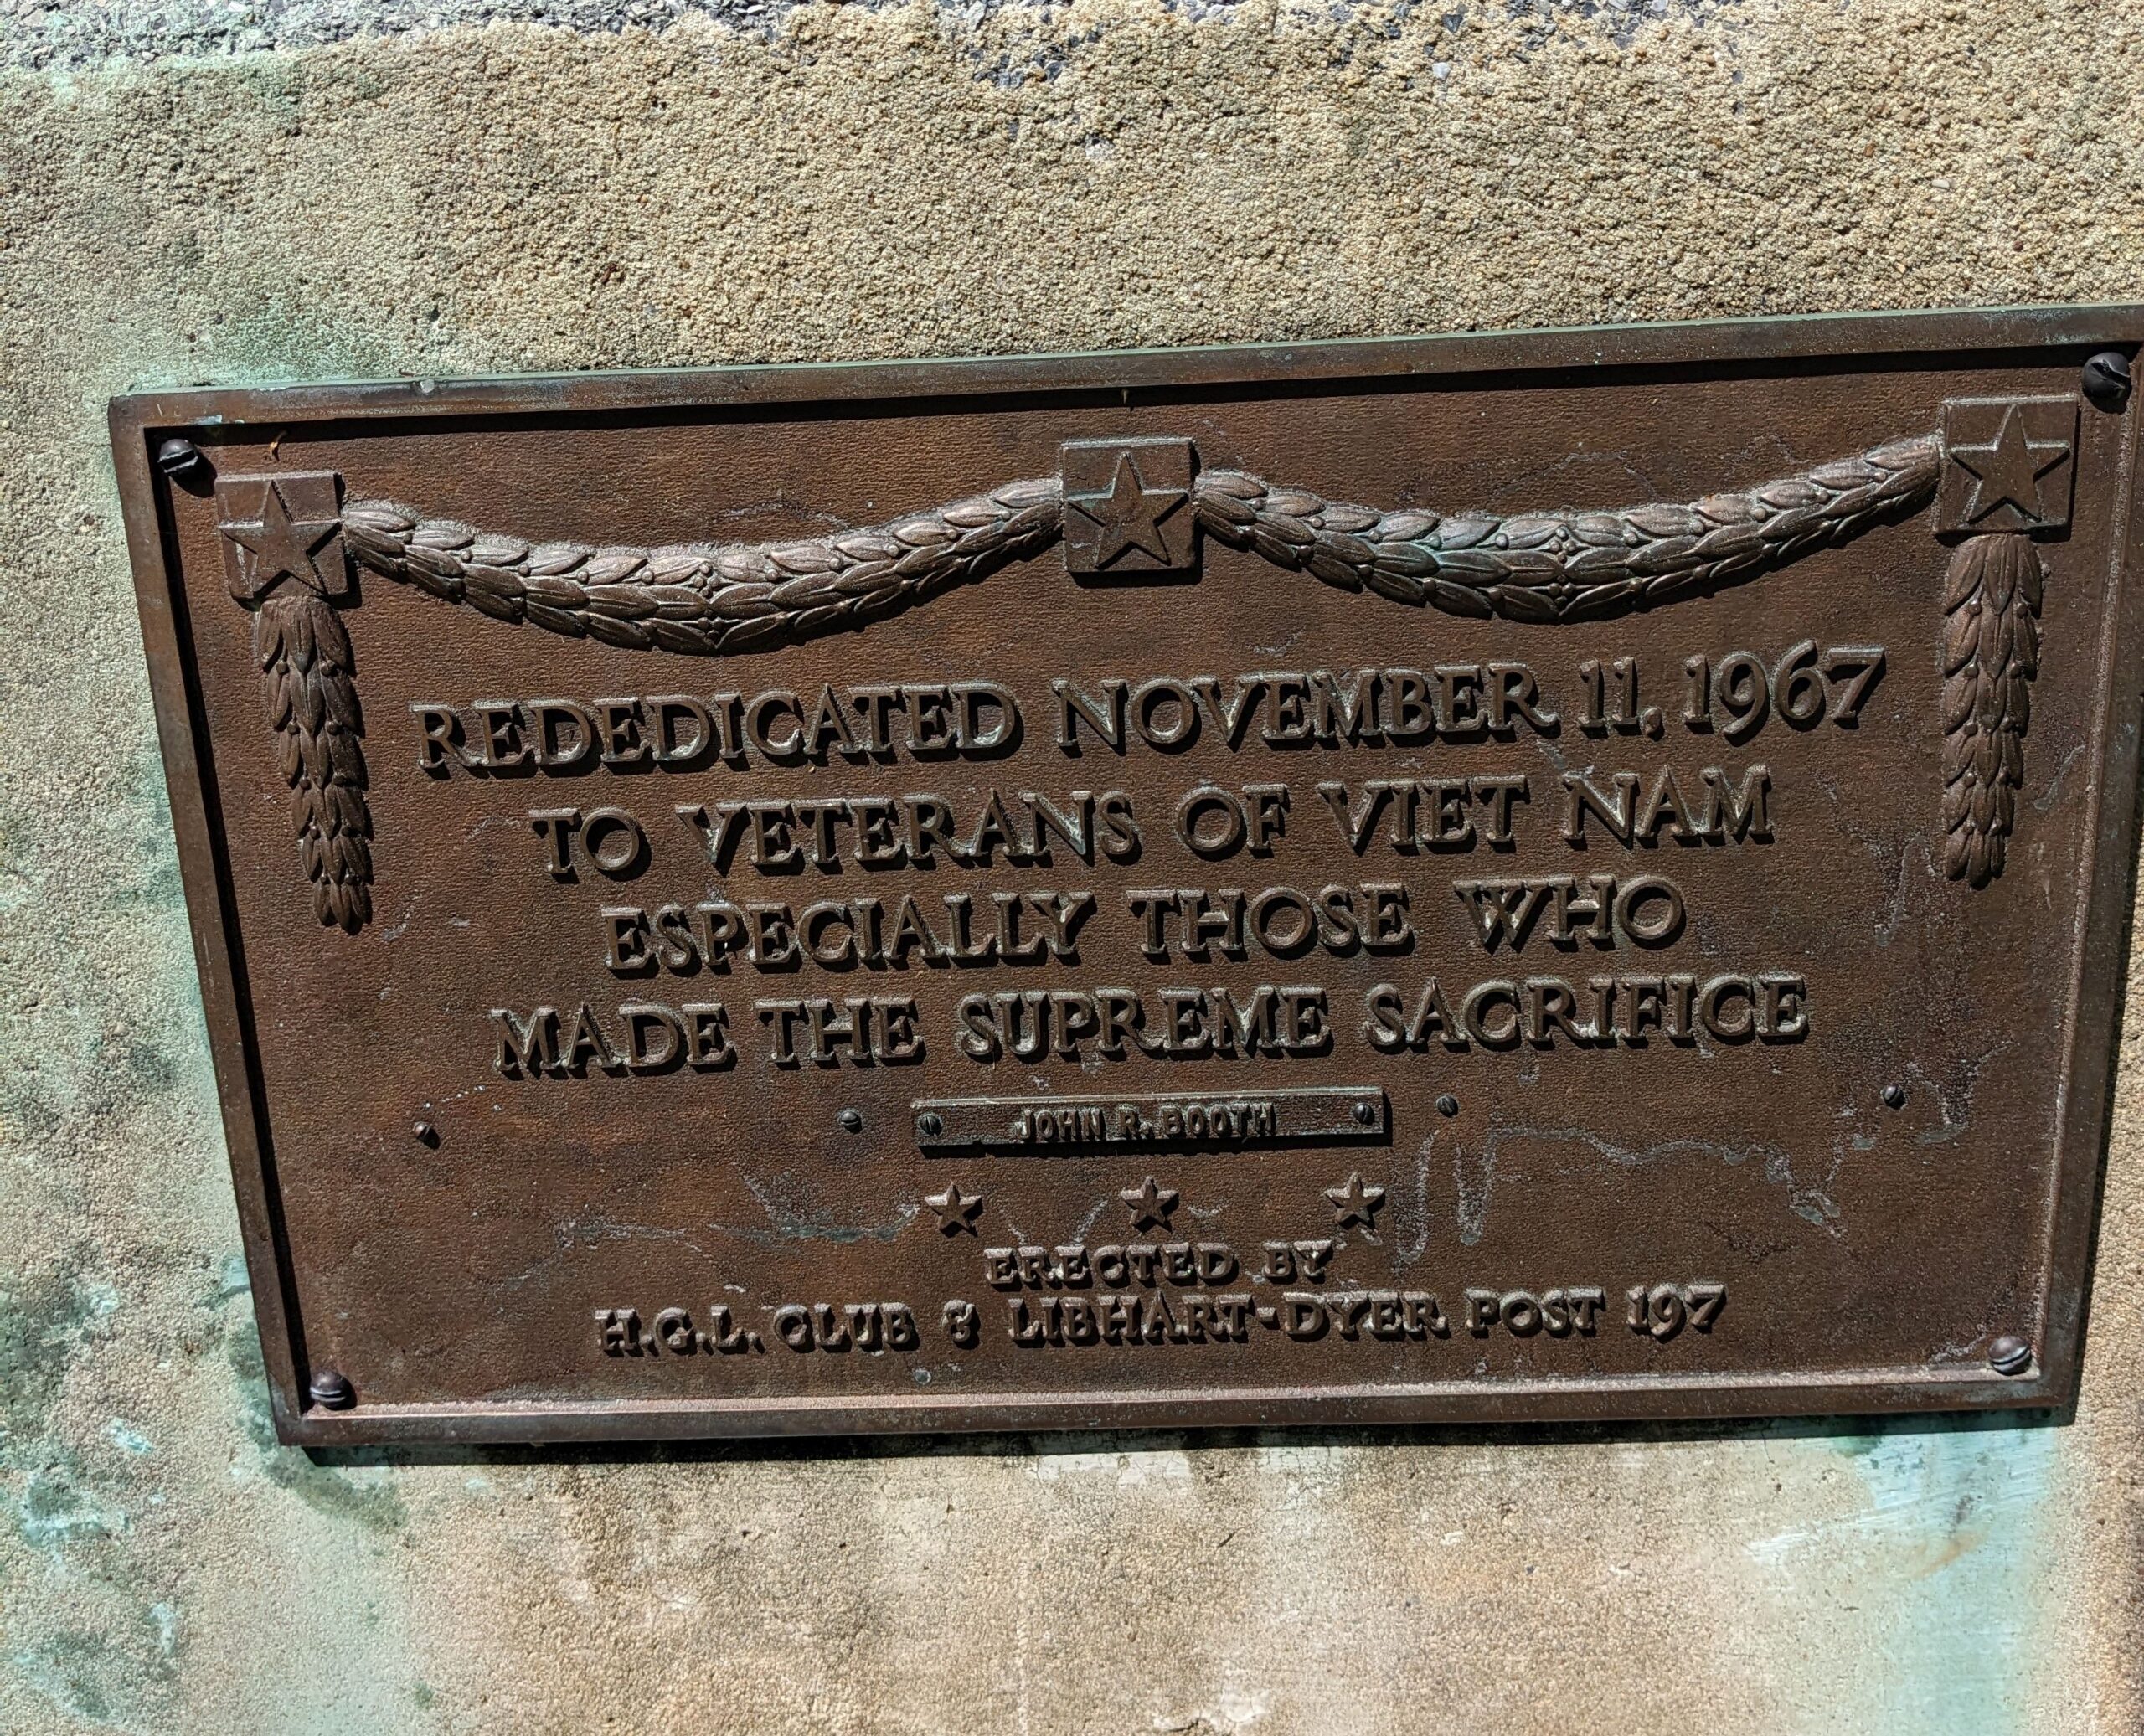 REDEDICATED NOVEMBER 11, 1967
TO VETERANS OF VIET NAM
ESPECIALLY THOSE WHO
MADE THE SUPREME SACRIFICE
JOHN R. BOOTH
ERECTED BY
H.G.L. CLUB & LIBHART-DYER POST 197